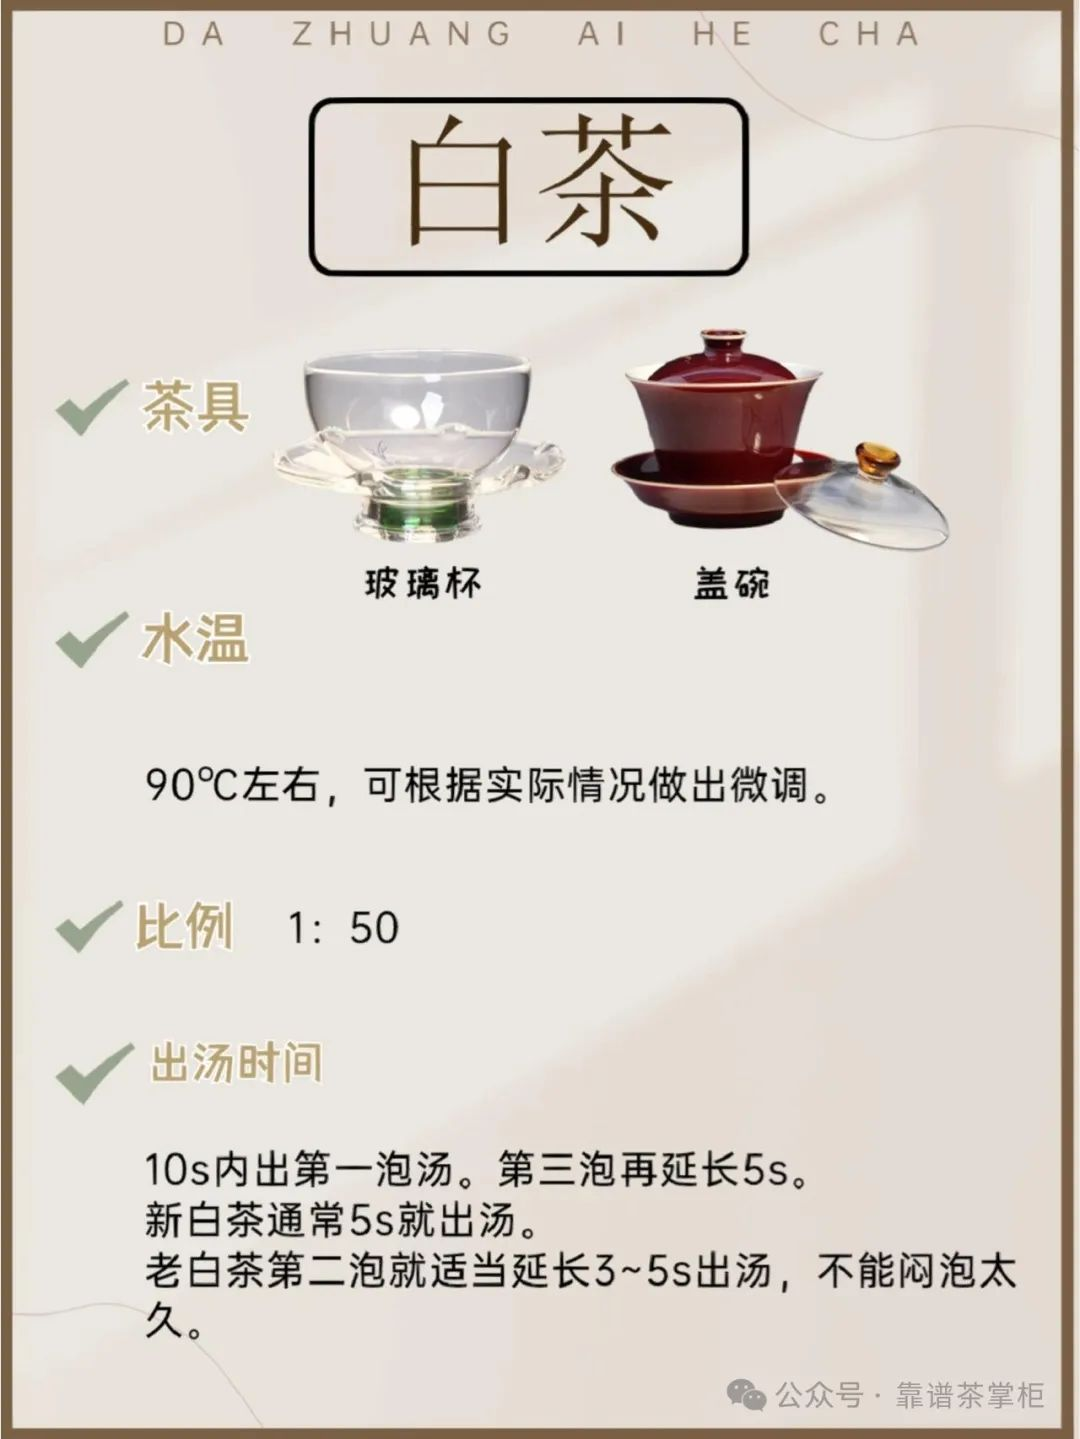 DA ZHUANG AI HE CHA
白茶
茶具
玻璃杯 盖碗
水温
90℃左右，可根据实际情况做出微调。
比例 1：50
出汤时间
10s内出第一泡汤。第三泡再延长5s。
新白茶通常5s就出汤。
老白茶第二泡就适当延长3~5s出汤，不能闷泡太
久。
公众号·靠谱茶掌柜